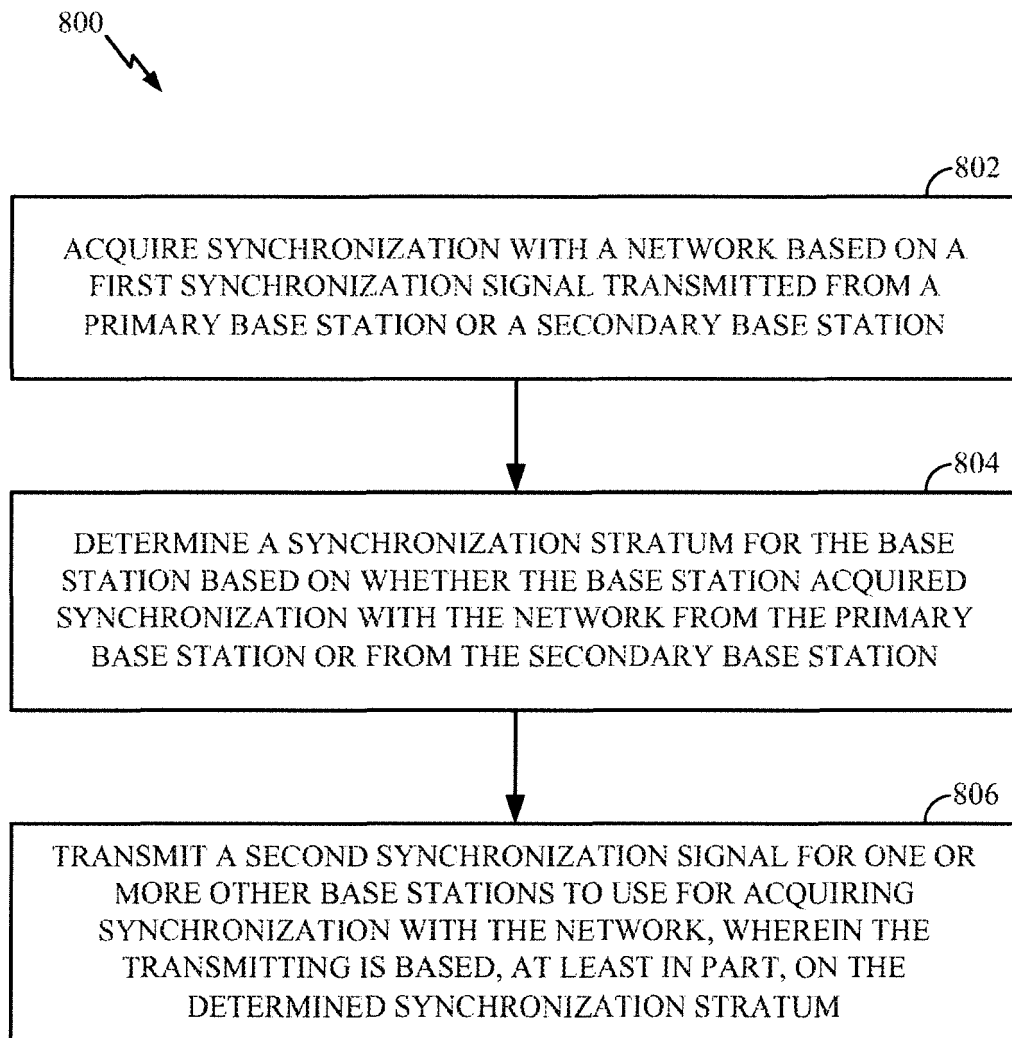 800
802
ACQUIRE SYNCHRONIZATION WITH A NETWORK BASED ON A
FIRST SYNCHRONIZATION SIGNAL TRANSMITTED FROM A
PRIMARY BASE STATION OR A SECONDARY BASE STATION
804
DETERMINE A SYNCHRONIZATION STRATUM FOR THE BASE
STATION BASED ON WHETHER THE BASE STATION ACQUIRED
SYNCHRONIZATION WITH THE NETWORK FROM THE PRIMARY
BASE STATION OR FROM THE SECONDARY BASE STATION
806
TRANSMIT A SECOND SYNCHRONIZATION SIGNAL FOR ONE OR
MORE OTHER BASE STATIONS TO USE FOR ACQUIRING
SYNCHRONIZATION WITH THE NETWORK, WHEREIN THE
TRANSMITTING IS BASED, AT LEAST IN PART, ON THE
DETERMINED SYNCHRONIZATION STRATUM